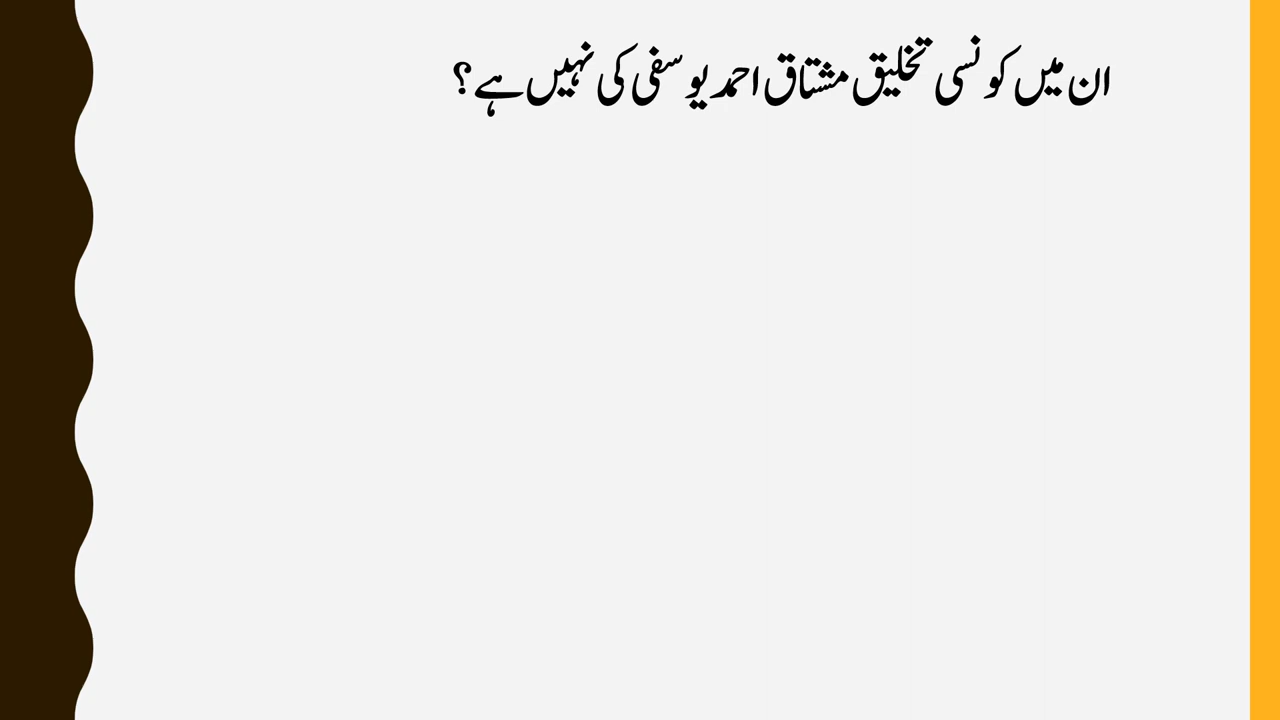 ان میں کونسی تخلیق مشتاق احمد یوسفی کی نہیں ہے؟